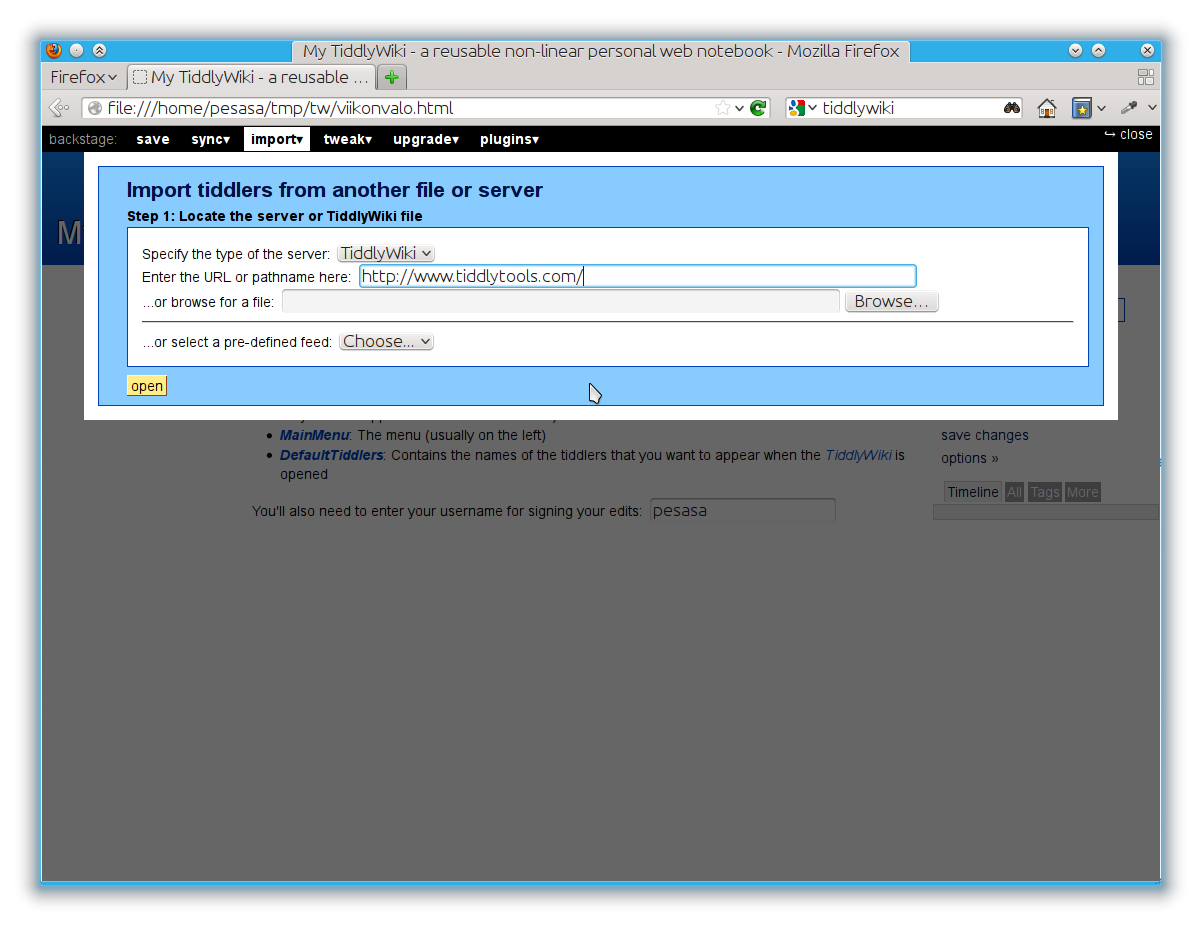 My TiddlyWiki - a reusable non-linear personal web notebook - Mozilla Firefox
Firefox My TiddlyWiki - a reusable ...
file:///home/pesasa/tmp/tw/viikonvalo.html tiddlywiki
backstage: save sync▾ import▾ tweak▾ upgrade▾ plugins▾ ↪ close
Import tiddlers from another file or server
Step 1: Locate the server or TiddlyWiki file
Specify the type of the server: TiddlyWiki
Enter the URL or pathname here: http://www.tiddlytools.com/
...or browse for a file: Browse...
...or select a pre-defined feed: Choose...
open
• MainMenu: The menu (usually on the left)
• DefaultTiddlers: Contains the names of the tiddlers that you want to appear when the TiddlyWiki is
opened
You'll also need to enter your username for signing your edits: pesasa
save changes
options »
Timeline All Tags More